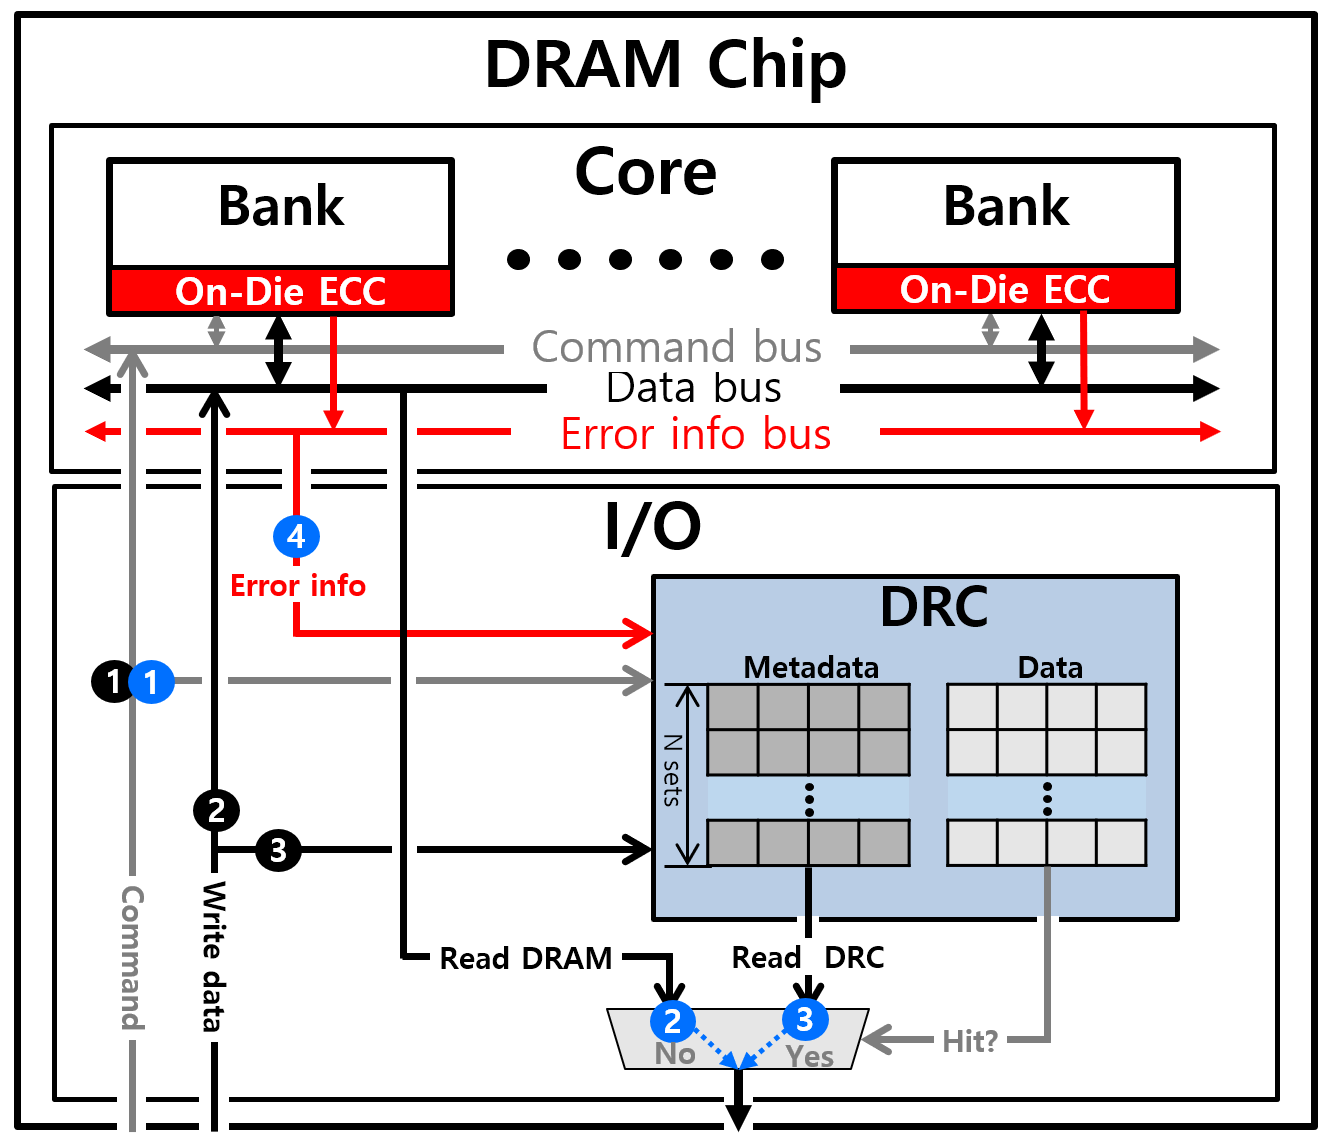 DRAM Chip
Core
Bank
On-Die ECC
Bank
On-Die ECC
Command bus
Data bus
Error info bus
I/O
4
Error info
DRC
Metadata
Data
N sets
1
1
2
3
Command
Write data
Read DRAM
Read DRC
2
3
No
Yes
Hit?